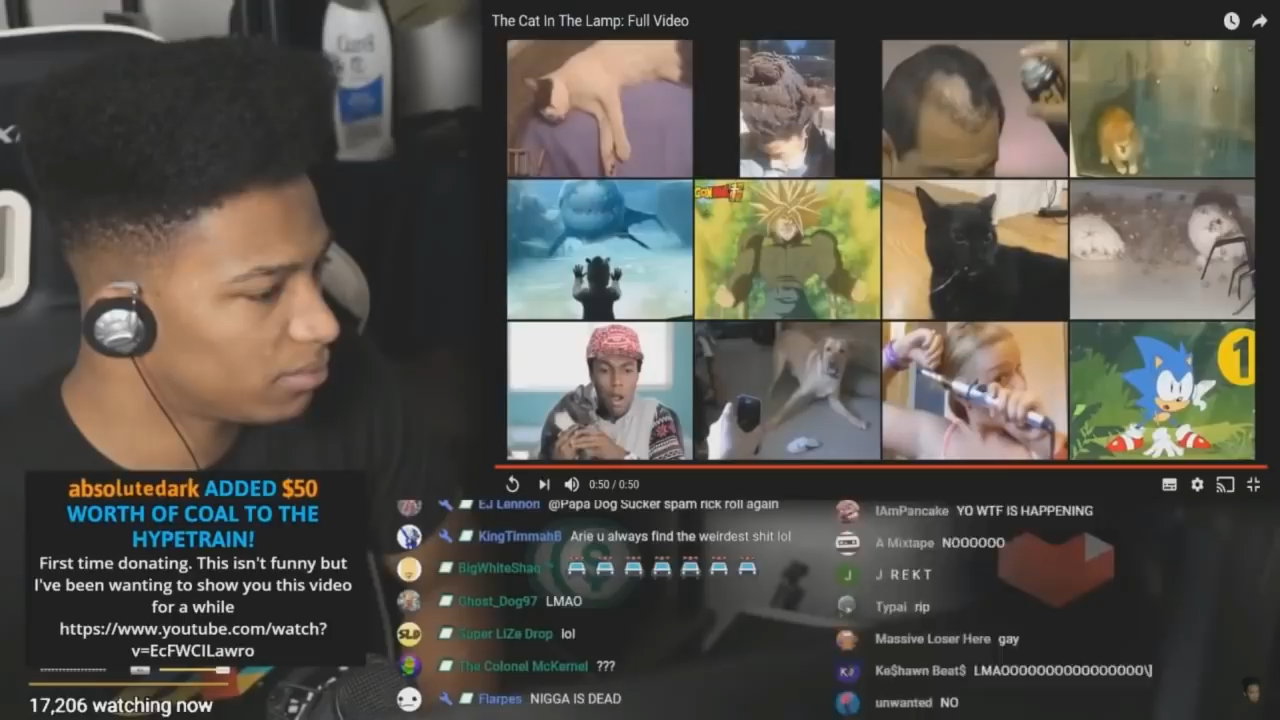 The Cat In The Lamp: Full Video
1
0:50 / 0:50
absolutedark ADDED $50
WORTH OF COAL TO THE
HYPETRAIN!
First time donating. This isn't funny but
I've been wanting to show you this video
for a while
https://www.youtube.com/watch?
v=EcFWCILawro
17,206 watching now
EJ Lennon @Papa Dog Sucker spam rick roll again
KingTimmahB Arie u always find the weirdest shit lol
BigWhiteShaq
Ghost_Dog97 LMAO
SLD Super LiZe Drop lol
The Colonel McKernel ???
Flarpes NIGGA IS DEAD
IAmPancake YO WTF IS HAPPENING
A Mixtape NOOOOOO
J J R E K T
Typai rip
Massive Loser Here gay
Ke$hawn Beat$ LMAOOOOOOOOOOOOOOOO\]
unwanted NO